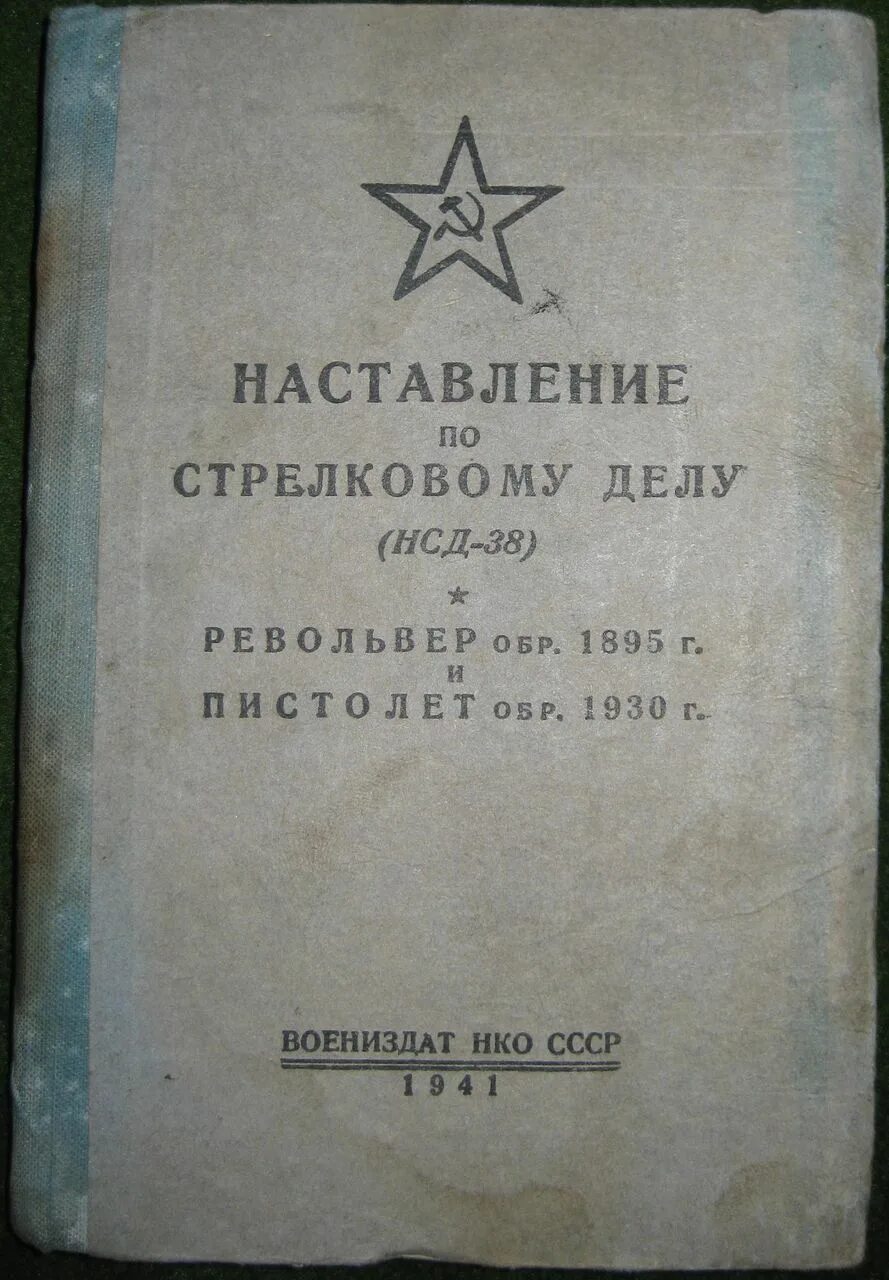 НАСТАВЛЕНИЕ
ПО
СТРЕЛКОВОМУ ДЕЛУ
(НСД-38)
РЕВОЛЬВЕР ОБР. 1895 г.
И
ПИСТОЛЕТ ОБР. 1930 г.
ВОЕНИЗДАТ НКО СССР
1941